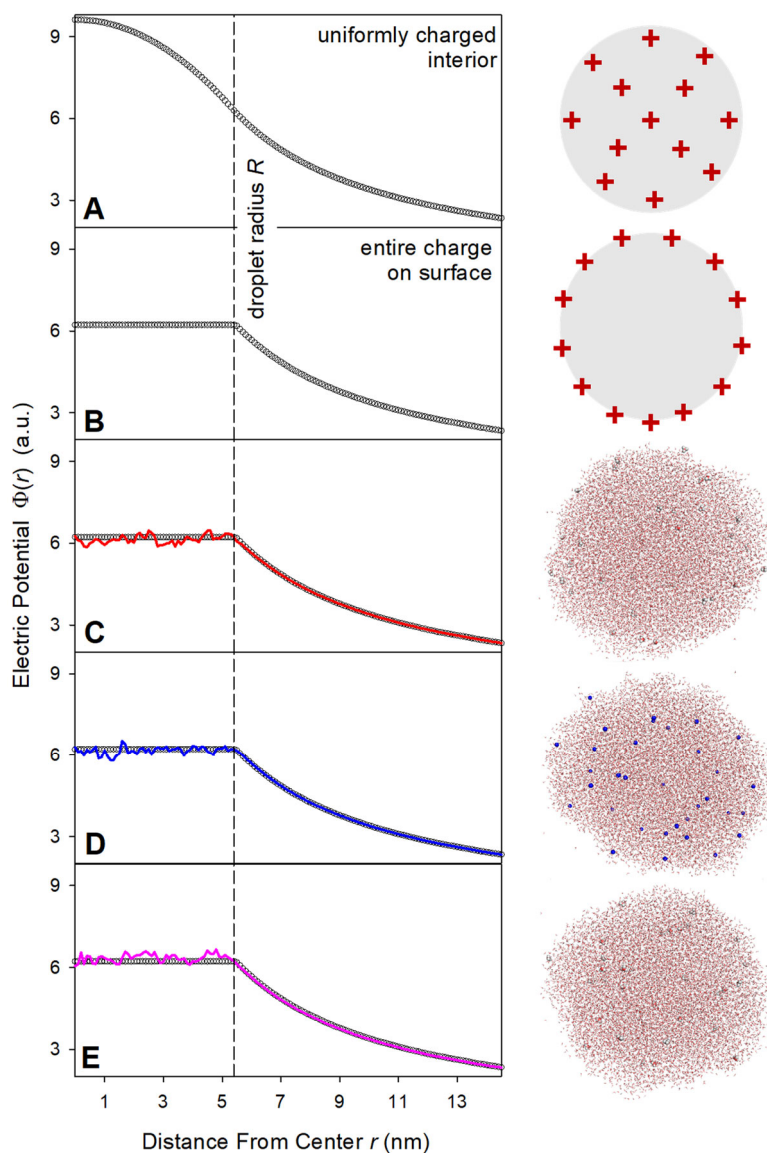 Electric Potential Φ(r) (a.u.)
9
6
3
uniformly charged
interior
A
droplet radius R
9
6
3
entire charge
on surface
B
9
6
3
C
9
6
3
D
9
6
3
E
1
3
5
7
9
11
13
Distance From Center r (nm)